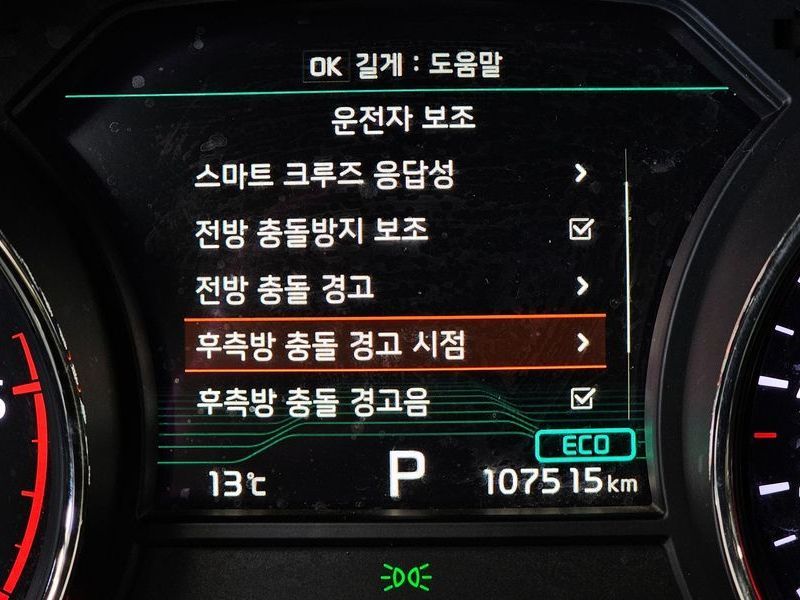 OK 길게 : 도움말
운전자 보조
스마트 크루즈 응답성
전방 충돌방지 보조
전방 충돌 경고
후측방 충돌 경고 시점
후측방 충돌 경고음
ECO
13℃ P 107515 km